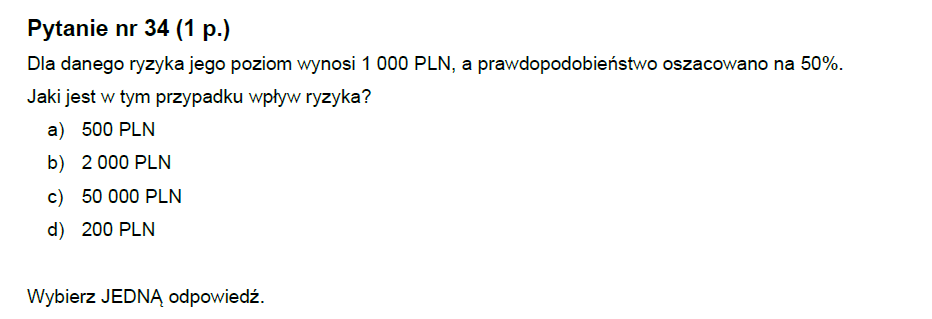 Pytanie nr 34 (1 p.)
Dla danego ryzyka jego poziom wynosi 1 000 PLN, a prawdopodobieństwo oszacowano na 50%.
Jaki jest w tym przypadku wpływ ryzyka?
a) 500 PLN
b) 2 000 PLN
c) 50 000 PLN
d) 200 PLN
Wybierz JEDNĄ odpowiedź.